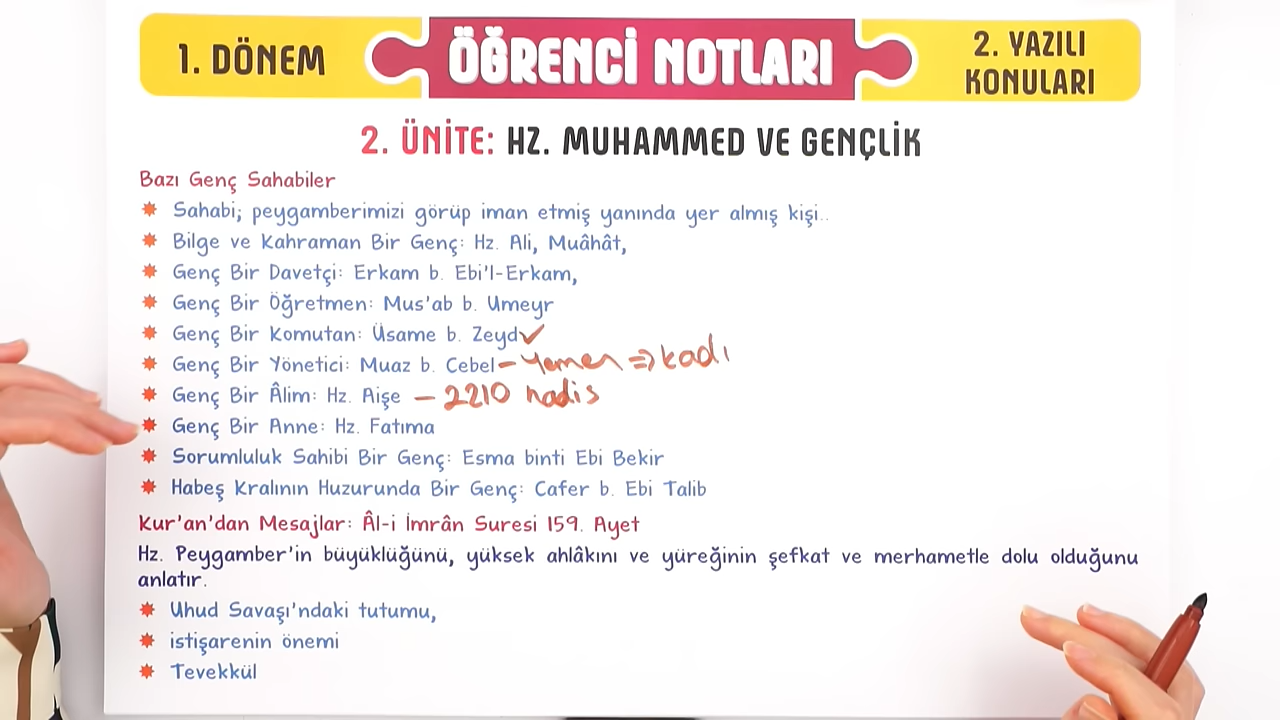 1. DÖNEM
ÖĞRENCİ NOTLARI
2. YAZILI
KONULARI
2. ÜNİTE: HZ. MUHAMMED VE GENÇLİK
Bazı Genç Sahabiler
Sahabi; peygamberimizi görüp iman etmiş yanında yer almış kişi..
Bilge ve Kahraman Bir Genç: Hz. Ali, Muâhât,
Genç Bir Davetçi: Erkam b. Ebi'l-Erkam,
Genç Bir Öğretmen: Mus'ab b. Umeyr
Genç Bir Komutan: Üsame b. Zeyd ✓
Genç Bir Yönetici: Muaz b. Cebel - Yemen ⇒ kadı
Genç Bir Âlim: Hz. Aişe - 2210 hadis
Genç Bir Anne: Hz. Fatıma
Sorumluluk Sahibi Bir Genç: Esma binti Ebi Bekir
Habeş Kralının Huzurunda Bir Genç: Cafer b. Ebi Talib
Kur'an'dan Mesajlar: Âl-i İmrân Suresi 159. Ayet
Hz. Peygamber'in büyüklüğünü, yüksek ahlâkını ve yüreğinin şefkat ve merhametle dolu olduğunu
anlatır.
Uhud Savaşı'ndaki tutumu,
istişarenin önemi
Tevekkül